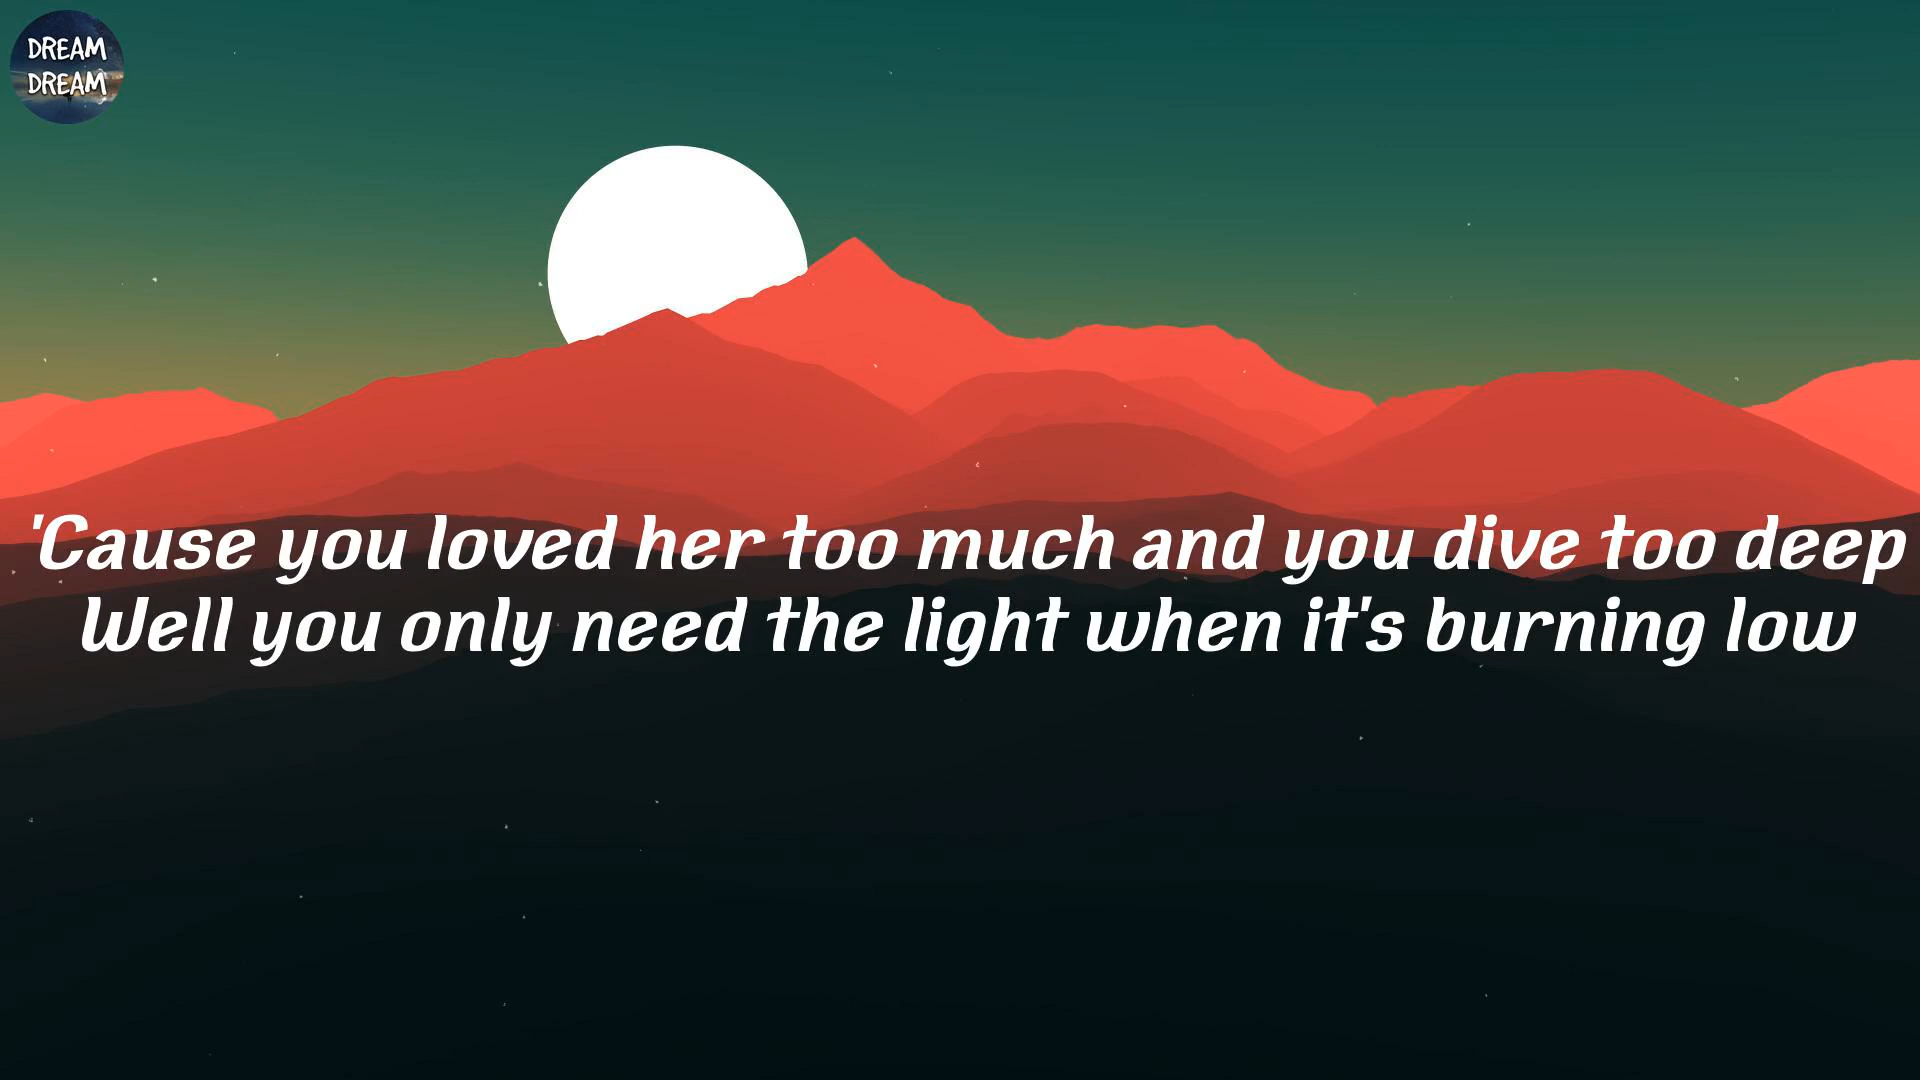 DREAM
DREAM
'Cause you loved her too much and you dive too deep
Well you only need the light when it's burning low